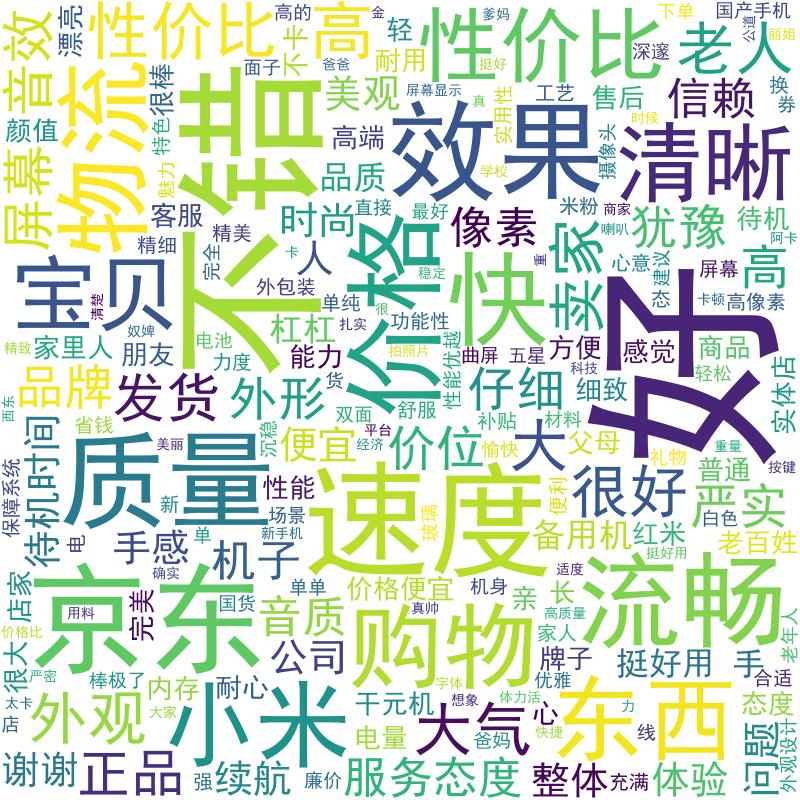 音效
漂亮
性价比 高
高的
不卡
轻
金
爹妈
爸爸
面子
耐用
性价比
下单
国产手机
公道
丽姐
深邃
老人
物流
很棒
特色
魅力
颜值
不错
美观
高端
品质
屏幕显示
挺好
真
实用性
工艺
售后
摄像头
信赖
换
券
时候
效果
清晰
学校
屏幕
客服
精细
精美
完全
时尚
卡
人
直接
最好
像素
米粉
商家
喇叭
犹豫
待机
阿卡
宝贝
清楚
奴婢
外包装
单纯
扎实
价格
稳定
很
功能性
快
重
卖家
心意
态
建议
屏幕
卡顿
高像素
高
好
精致
家里人
朋友
电池
力度
杠杠
能力
拍照片
性能优越
曲屏
五星
方便
感觉
商品
轻松
科技
西东
品牌
省钱
发货
外形
沉稳
货
双面
舒服
仔细
细致
实体店
保障系统
待机时间
美丽
质量
便宜
平台
经济
价位
补贴
愉快
材料
大
父母
礼物
重量
普通
按键
电
新
单
手感
确实
性能
场景
新手机
速度
玻璃
便利
很好
备用机
红米
严实
白色
老百姓
机子
店家
用料
京东
完美
国货
单单
价格便宜
机身
真帅
适度
挺好用
亲
长
高质量
家人
流畅
老年人
价格比
音质
公司
购物
牌子
挺好用
手
合适
很大
严密
太卡
店
棒极了
大家
内存
耐心
外观
小米
千元机
字体
优雅
想象
体力活
快捷
电量
爸妈
大气
心
东西
力
线
态度
问题
外观设计
谢谢
正品
强
续航
廉价
服务态度
整体
充满
体验